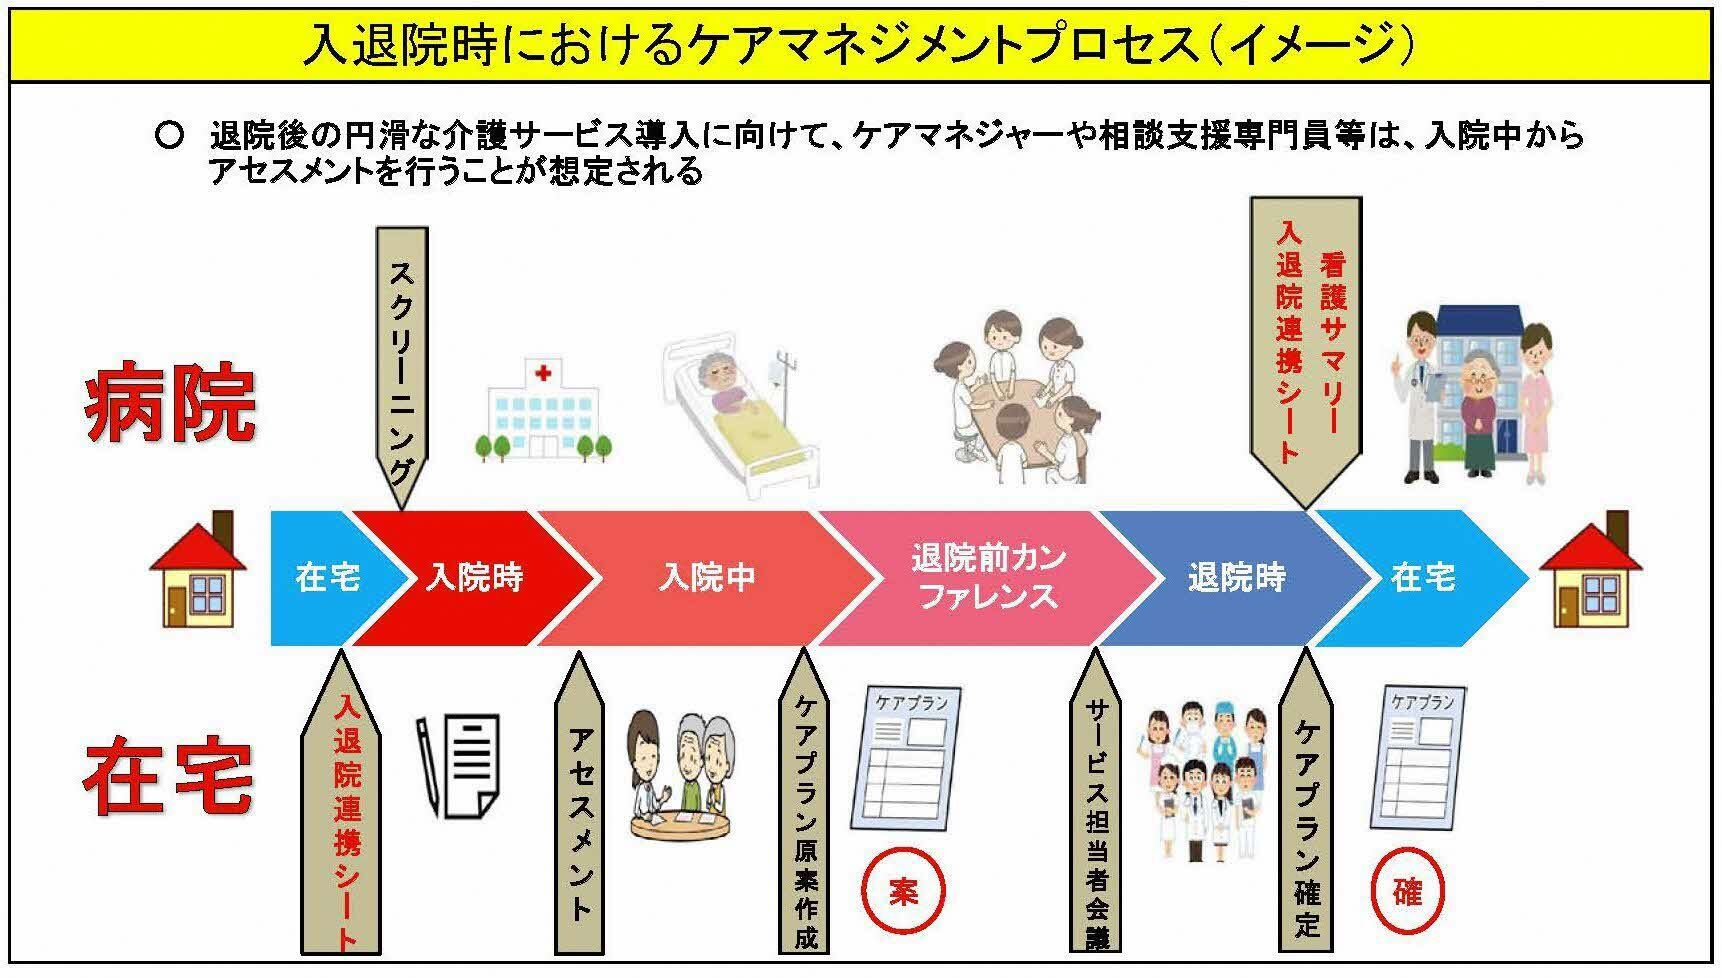 入退院時におけるケアマネジメントプロセス（イメージ）
○　退院後の円滑な介護サービス導入に向けて、ケアマネジャーや相談支援専門員等は、入院中から
アセスメントを行うことが想定される
スクリーニング
看護サマリー
入退院連携シート
病院
在宅
入院時
入院中
退院前カン
ファレンス
退院時
在宅
在宅
入退院連携シート
アセスメント
ケアプラン原案作成
ケアプラン
案
サービス担当者会議
ケアプラン確定
ケアプラン
確